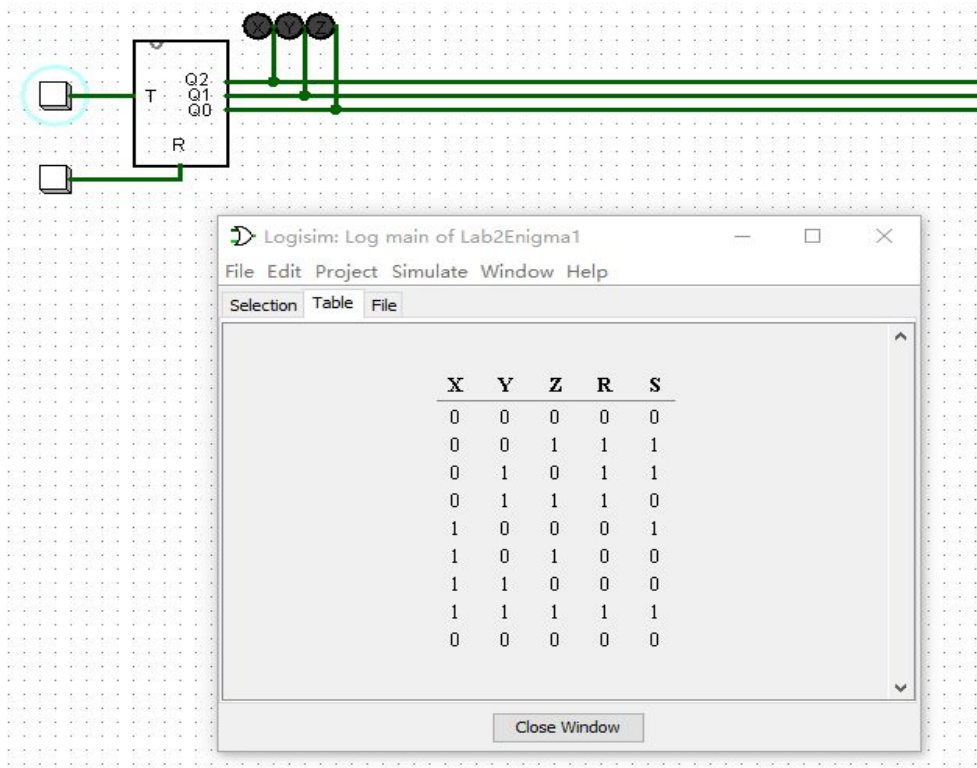 X Y Z
Q2
T Q1
Q0
R
Logisim: Log main of Lab2Enigma1
File Edit Project Simulate Window Help
Selection Table File
X Y Z R S
0 0 0 0 0
0 0 1 1 1
0 1 0 1 1
0 1 1 1 0
1 0 0 0 1
1 0 1 0 0
1 1 0 0 0
1 1 1 1 1
0 0 0 0 0
Close Window